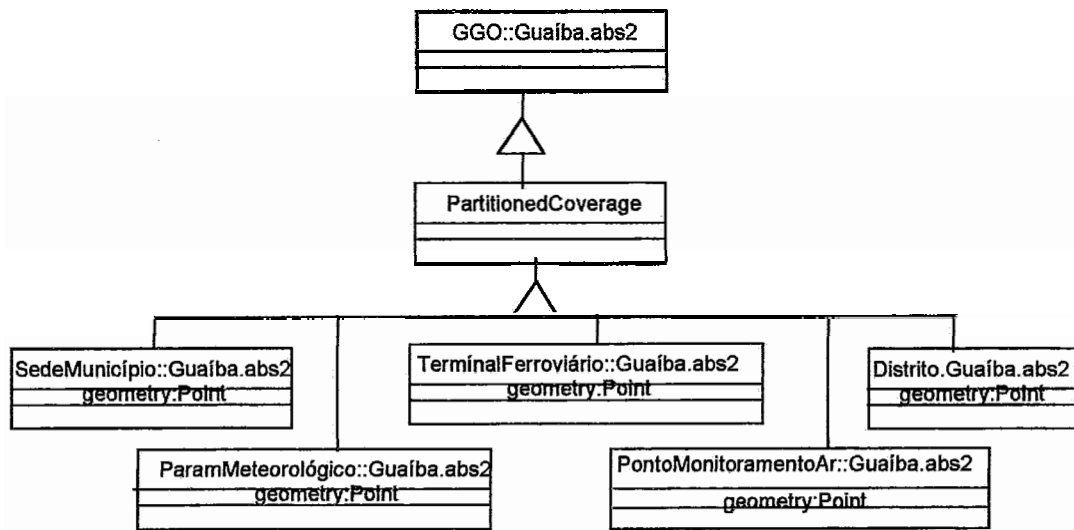 GGO::Guaíba.abs2
PartitionedCoverage
SedeMunicípio::Guaíba.abs2
geometry:Point
TermínalFerroviário::Guaíba.abs2
geometry:Point
Distrito.Guaíba.abs2
geometry:Point
ParamMeteorológico::Guaíba.abs2
geometry:Point
PontoMonitoramentoAr::Guaíba.abs2
geometry:Point